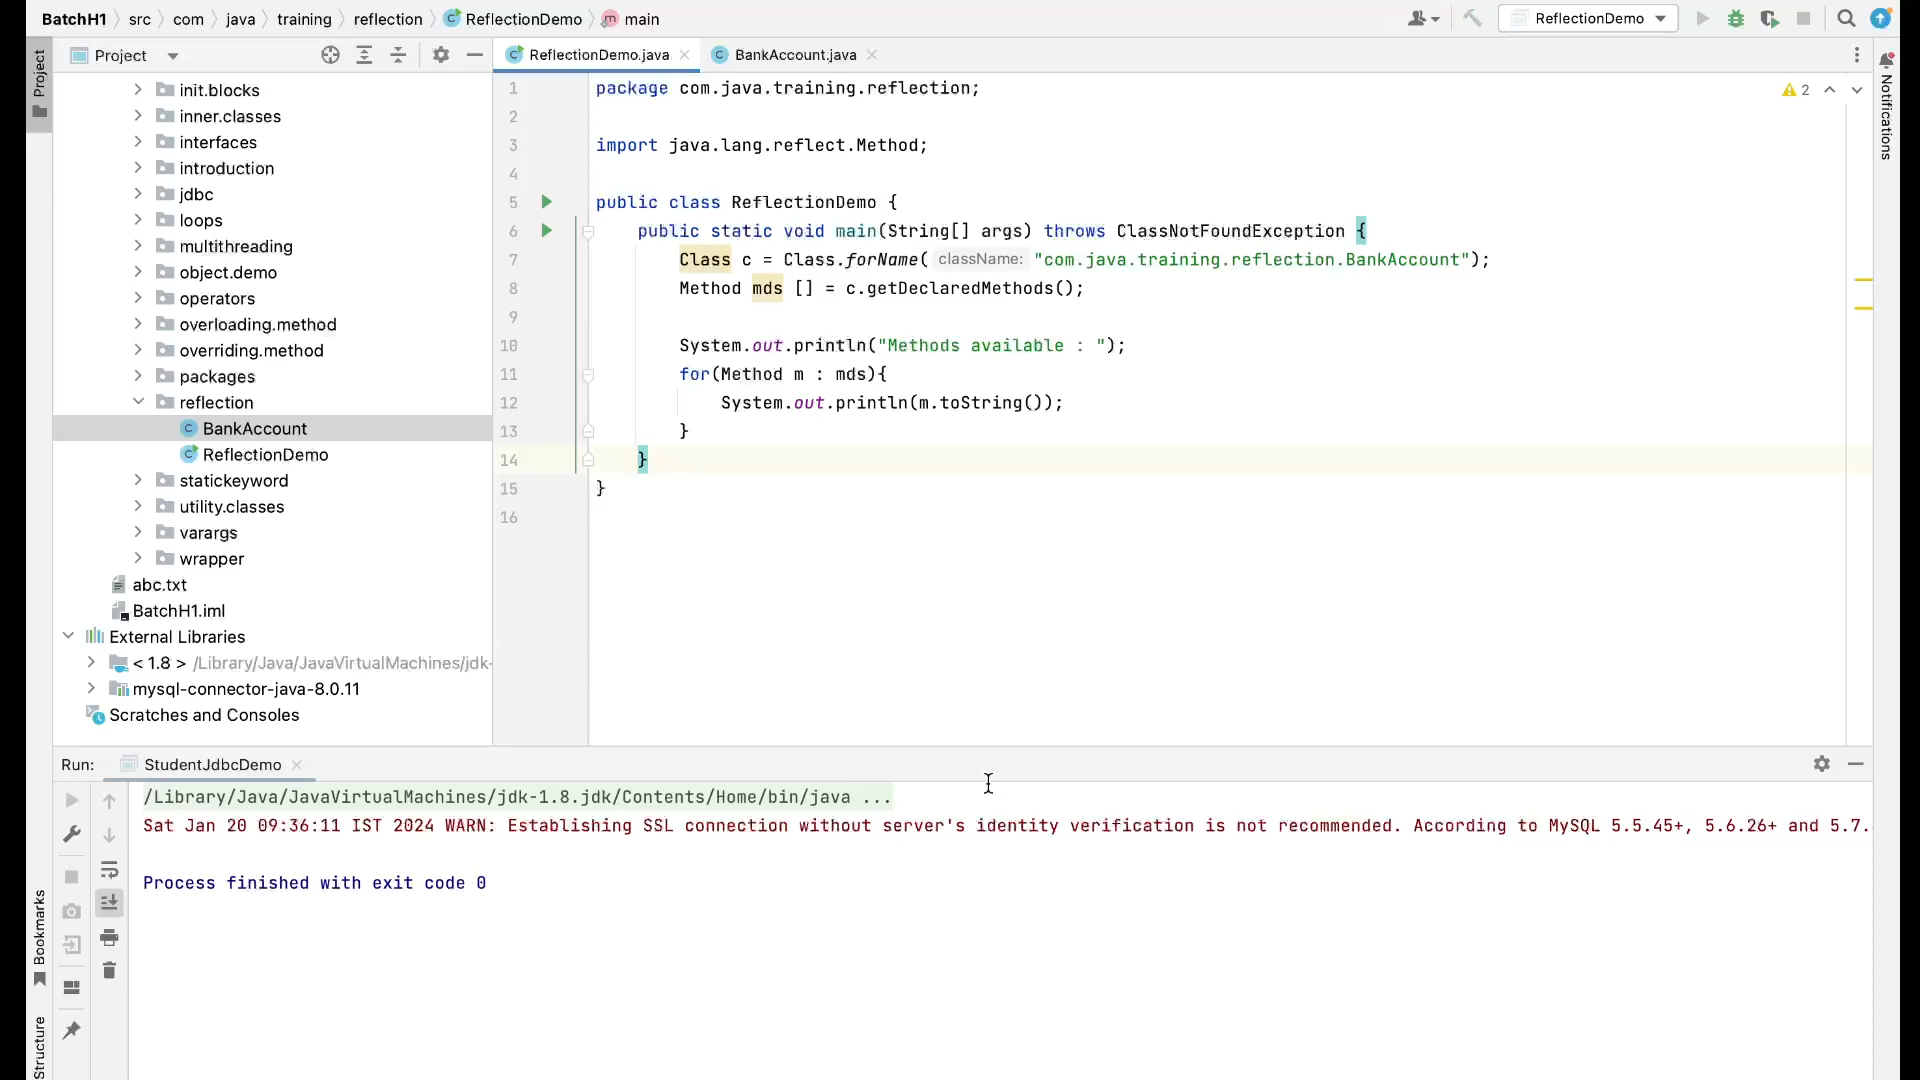 BatchH1 src com java training reflection ReflectionDemo main
ReflectionDemo
Project
Project
ReflectionDemo.java
BankAccount.java
Notifications
init.blocks
inner.classes
interfaces
introduction
jdbc
loops
multithreading
object.demo
operators
overloading.method
overriding.method
packages
reflection
BankAccount
ReflectionDemo
statickeyword
utility.classes
varargs
wrapper
abc.txt
BatchH1.iml
External Libraries
< 1.8 > /Library/Java/JavaVirtualMachines/jdk-
mysql-connector-java-8.0.11
Scratches and Consoles
2
1 package com.java.training.reflection;
2
3 import java.lang.reflect.Method;
4
5 public class ReflectionDemo {
6 public static void main(String[] args) throws ClassNotFoundException {
7 Class c = Class.forName( className: "com.java.training.reflection.BankAccount");
8 Method mds [] = c.getDeclaredMethods();
9
10 System.out.println("Methods available : ");
11 for(Method m : mds){
12 System.out.println(m.toString());
13 }
14 }
15 }
16
Run: StudentJdbcDemo
/Library/Java/JavaVirtualMachines/jdk-1.8.jdk/Contents/Home/bin/java ...
Sat Jan 20 09:36:11 IST 2024 WARN: Establishing SSL connection without server's identity verification is not recommended. According to MySQL 5.5.45+, 5.6.26+ and 5.7.
Process finished with exit code 0
Bookmarks
Structure